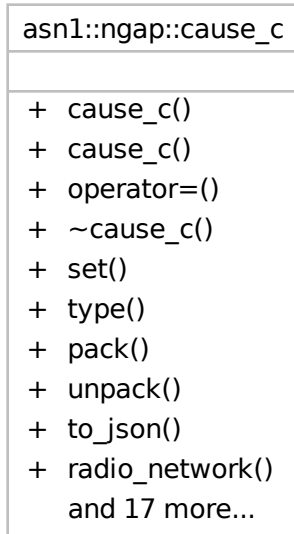 asn1::ngap::cause_c
+ cause_c()
+ cause_c()
+ operator=()
+ ~cause_c()
+ set()
+ type()
+ pack()
+ unpack()
+ to_json()
+ radio_network()
and 17 more...